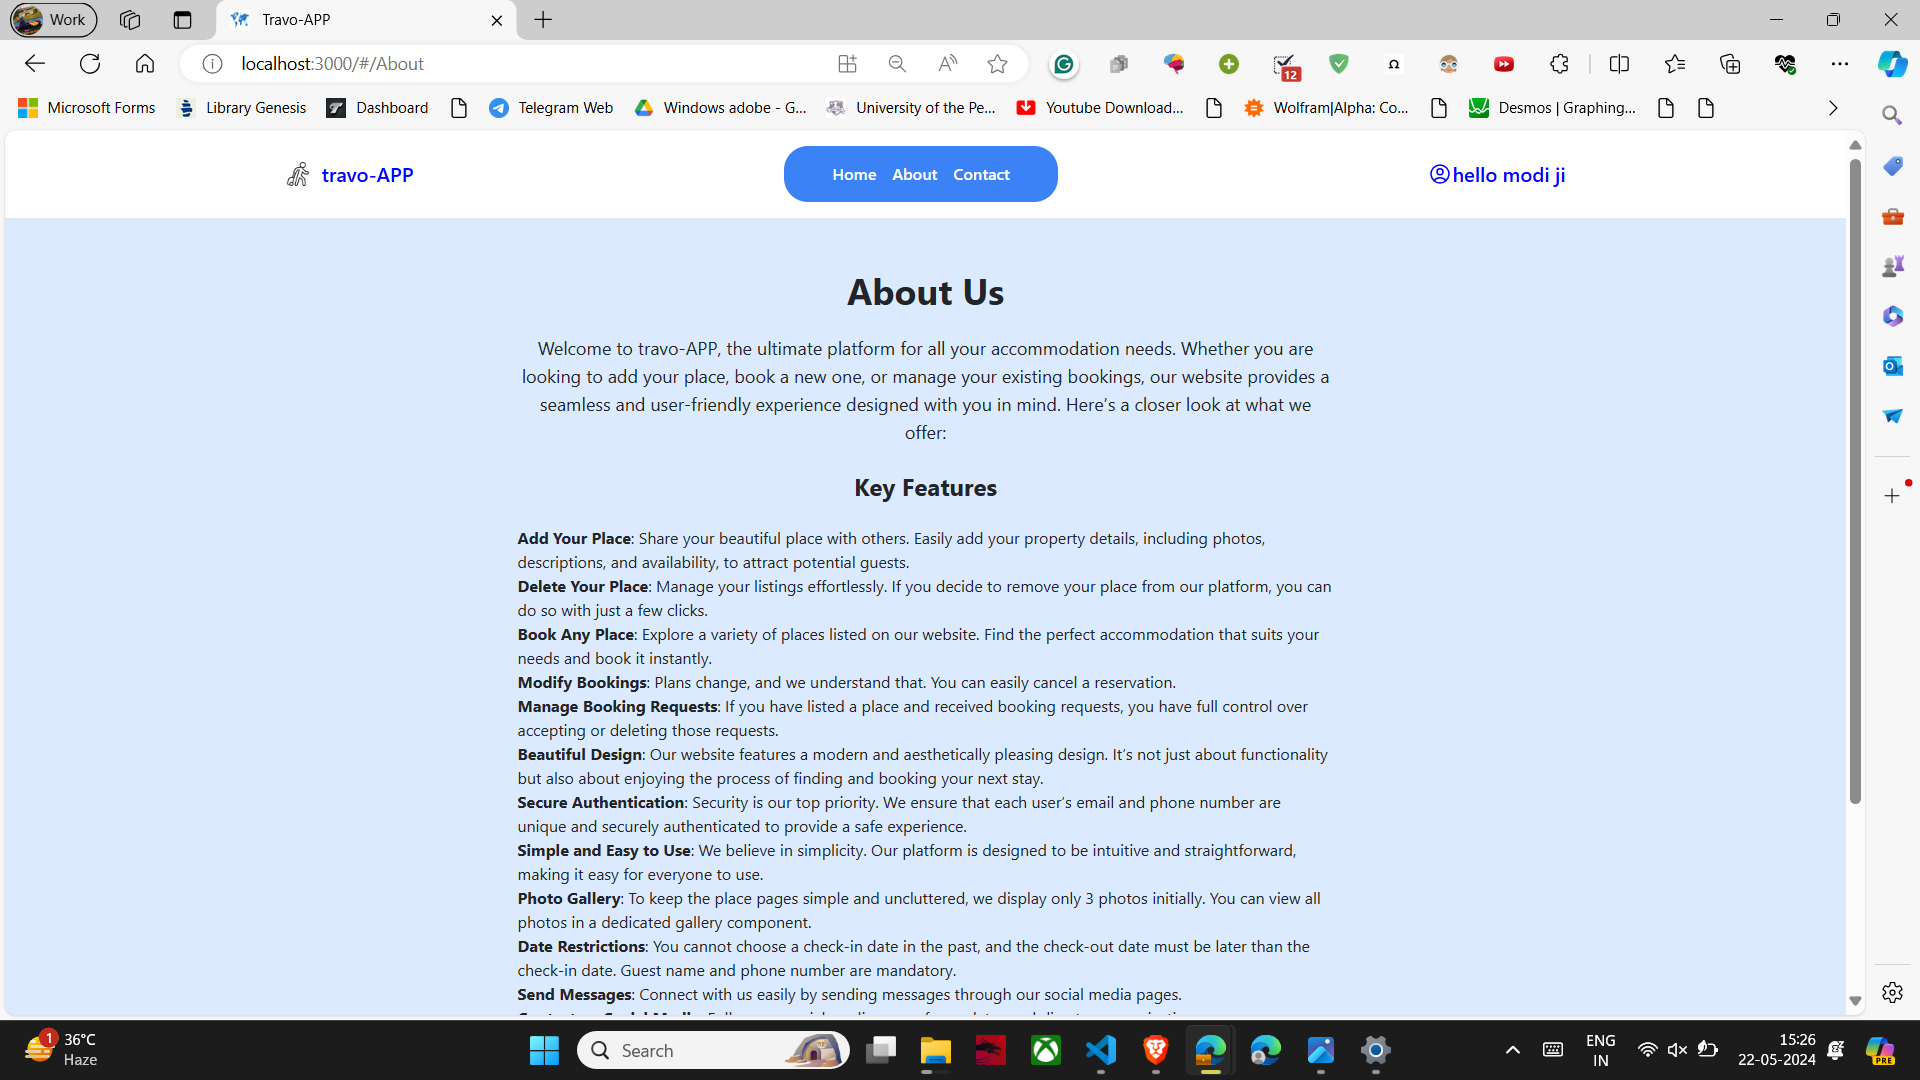 Work
Travo-APP
localhost:3000/#/About
12
Microsoft Forms
Library Genesis
Dashboard
Telegram Web
Windows adobe - G...
University of the Pe...
Youtube Download...
Wolfram|Alpha: Co...
Desmos | Graphing...
travo-APP
Home About Contact
hello modi ji
About Us
Welcome to travo-APP, the ultimate platform for all your accommodation needs. Whether you are
looking to add your place, book a new one, or manage your existing bookings, our website provides a
seamless and user-friendly experience designed with you in mind. Here's a closer look at what we
offer:
Key Features
Add Your Place: Share your beautiful place with others. Easily add your property details, including photos,
descriptions, and availability, to attract potential guests.
Delete Your Place: Manage your listings effortlessly. If you decide to remove your place from our platform, you can
do so with just a few clicks.
Book Any Place: Explore a variety of places listed on our website. Find the perfect accommodation that suits your
needs and book it instantly.
Modify Bookings: Plans change, and we understand that. You can easily cancel a reservation.
Manage Booking Requests: If you have listed a place and received booking requests, you have full control over
accepting or deleting those requests.
Beautiful Design: Our website features a modern and aesthetically pleasing design. It's not just about functionality
but also about enjoying the process of finding and booking your next stay.
Secure Authentication: Security is our top priority. We ensure that each user's email and phone number are
unique and securely authenticated to provide a safe experience.
Simple and Easy to Use: We believe in simplicity. Our platform is designed to be intuitive and straightforward,
making it easy for everyone to use.
Photo Gallery: To keep the place pages simple and uncluttered, we display only 3 photos initially. You can view all
photos in a dedicated gallery component.
Date Restrictions: You cannot choose a check-in date in the past, and the check-out date must be later than the
check-in date. Guest name and phone number are mandatory.
Send Messages: Connect with us easily by sending messages through our social media pages.
1
36°C
Haze
Search
ENG
IN
15:26
22-05-2024
PRE